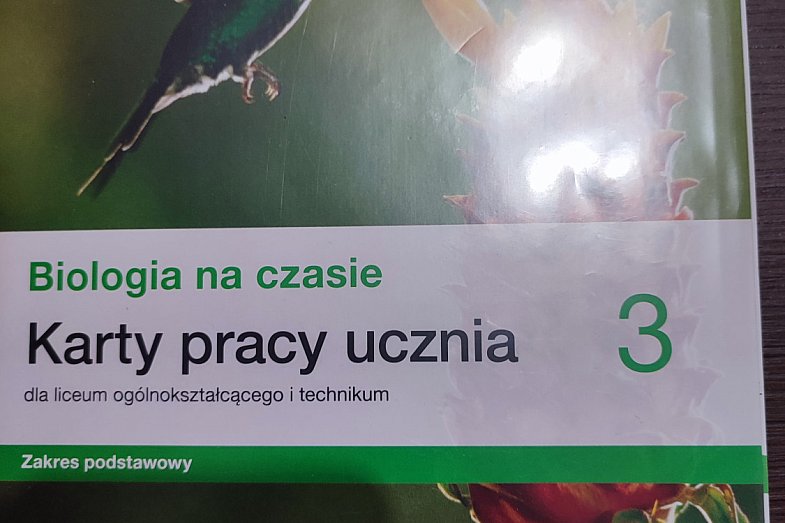 Biologia na czasie
Karty pracy ucznia 3
dla liceum ogólnokształcącego i technikum
Zakres podstawowy